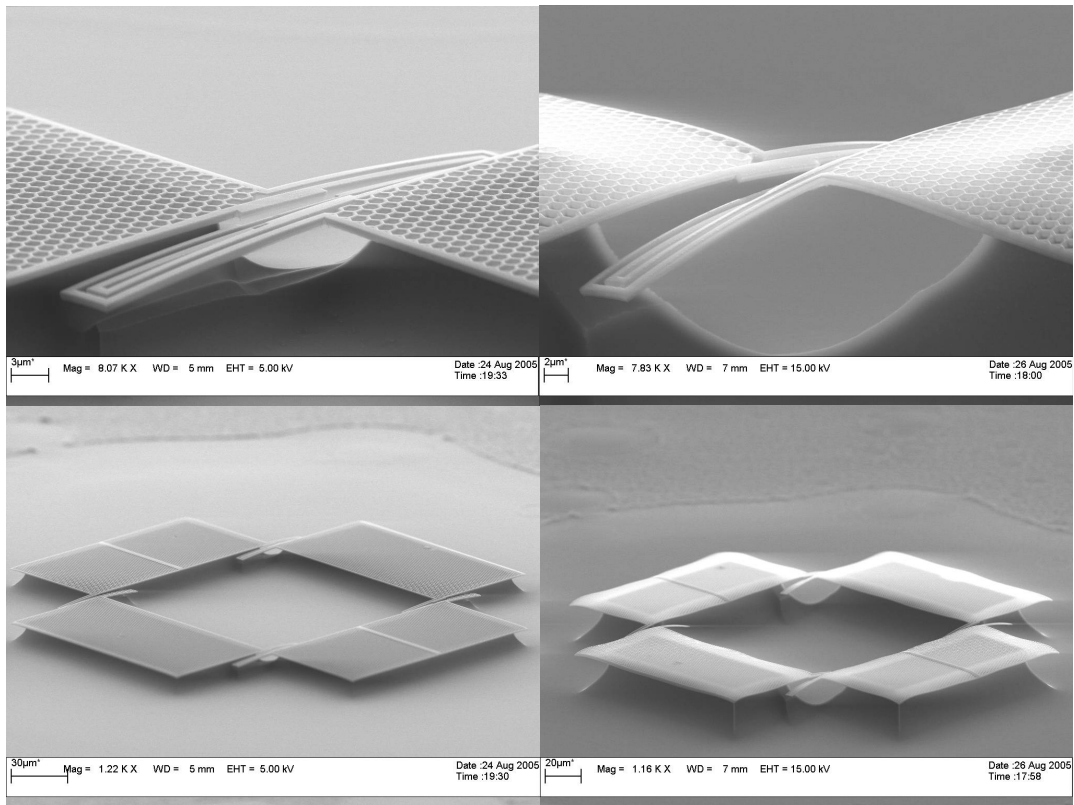 3µm*
Mag = 8.07 K X WD = 5 mm EHT = 5.00 kV
Date :24 Aug 2005
Time :19:33
2µm*
Mag = 7.83 K X WD = 7 mm EHT = 15.00 kV
Date :26 Aug 2005
Time :18:00
30µm*
Mag = 1.22 K X WD = 5 mm EHT = 5.00 kV
Date :24 Aug 2005
Time :19:30
20µm*
Mag = 1.16 K X WD = 7 mm EHT = 15.00 kV
Date :26 Aug 2005
Time :17:58